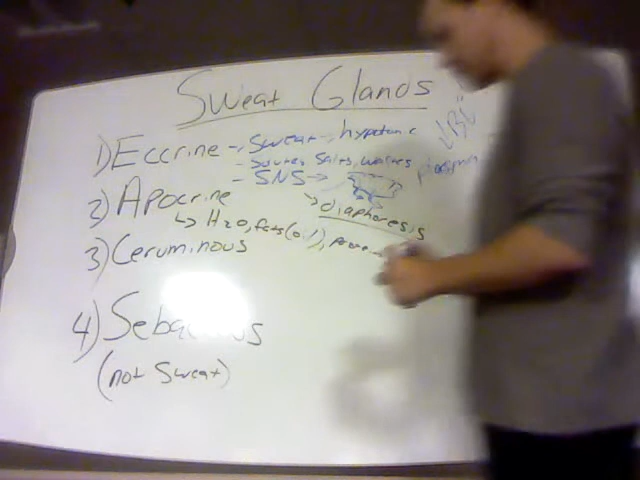 Sweat Glands
1) Eccrine -, Sweat -, hypotonic
- Salts,
- SNS →
2) Apocrine
→ diaphoresis
↳ H2O, fats (oil),
3) Ceruminous
4) Sebaceous
(not Sweat)